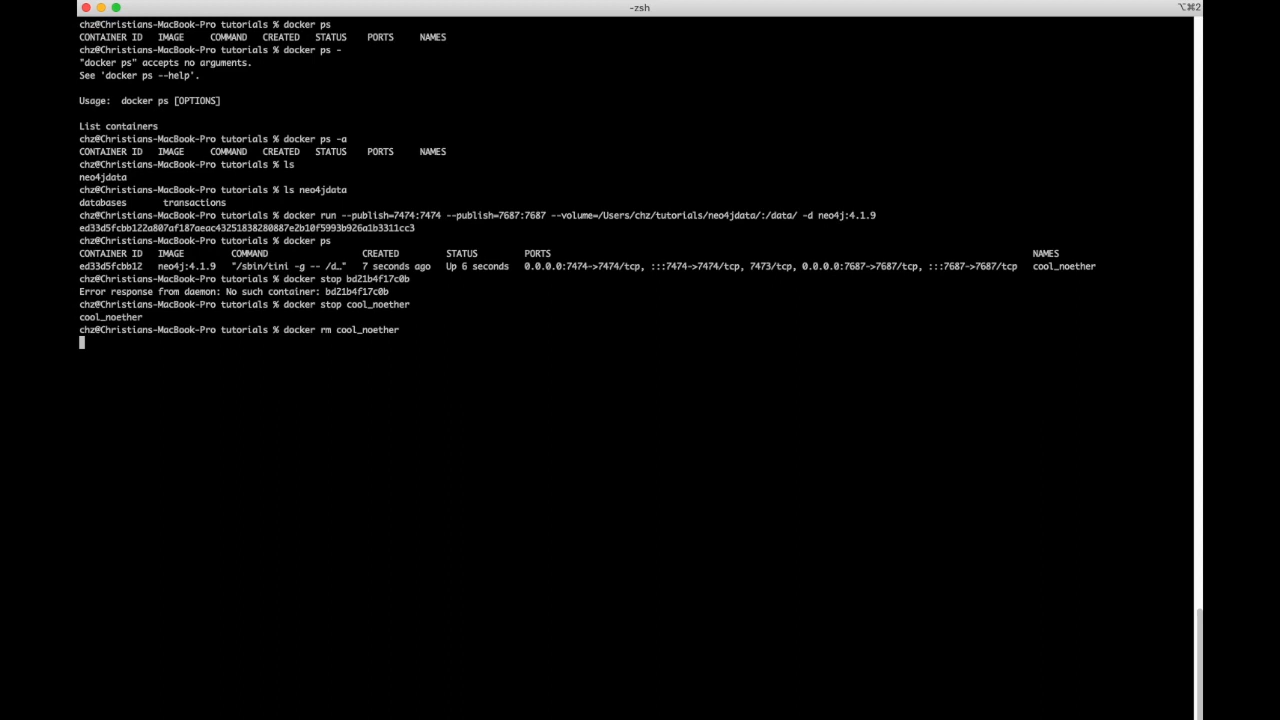 -zsh
⌥⌘2
chz@Christians-MacBook-Pro tutorials % docker ps
CONTAINER ID   IMAGE     COMMAND   CREATED   STATUS    PORTS     NAMES
chz@Christians-MacBook-Pro tutorials % docker ps -
"docker ps" accepts no arguments.
See 'docker ps --help'.
Usage:  docker ps [OPTIONS]
List containers
chz@Christians-MacBook-Pro tutorials % docker ps -a
CONTAINER ID   IMAGE     COMMAND   CREATED   STATUS    PORTS     NAMES
chz@Christians-MacBook-Pro tutorials % ls
neo4jdata
chz@Christians-MacBook-Pro tutorials % ls neo4jdata
databases       transactions
chz@Christians-MacBook-Pro tutorials % docker run --publish=7474:7474 --publish=7687:7687 --volume=/Users/chz/tutorials/neo4jdata/:/data/ -d neo4j:4.1.9
ed33d5fcbb122a807af187aeac43251838280887e2b10f5993b926a1b3311cc3
chz@Christians-MacBook-Pro tutorials % docker ps
CONTAINER ID   IMAGE         COMMAND                  CREATED         STATUS         PORTS                                                                                            NAMES
ed33d5fcbb12   neo4j:4.1.9   "/sbin/tini -g -- /d…"   7 seconds ago   Up 6 seconds   0.0.0.0:7474->7474/tcp, :::7474->7474/tcp, 7473/tcp, 0.0.0.0:7687->7687/tcp, :::7687->7687/tcp   cool_noether
chz@Christians-MacBook-Pro tutorials % docker stop bd21b4f17c0b
Error response from daemon: No such container: bd21b4f17c0b
chz@Christians-MacBook-Pro tutorials % docker stop cool_noether
cool_noether
chz@Christians-MacBook-Pro tutorials % docker rm cool_noether